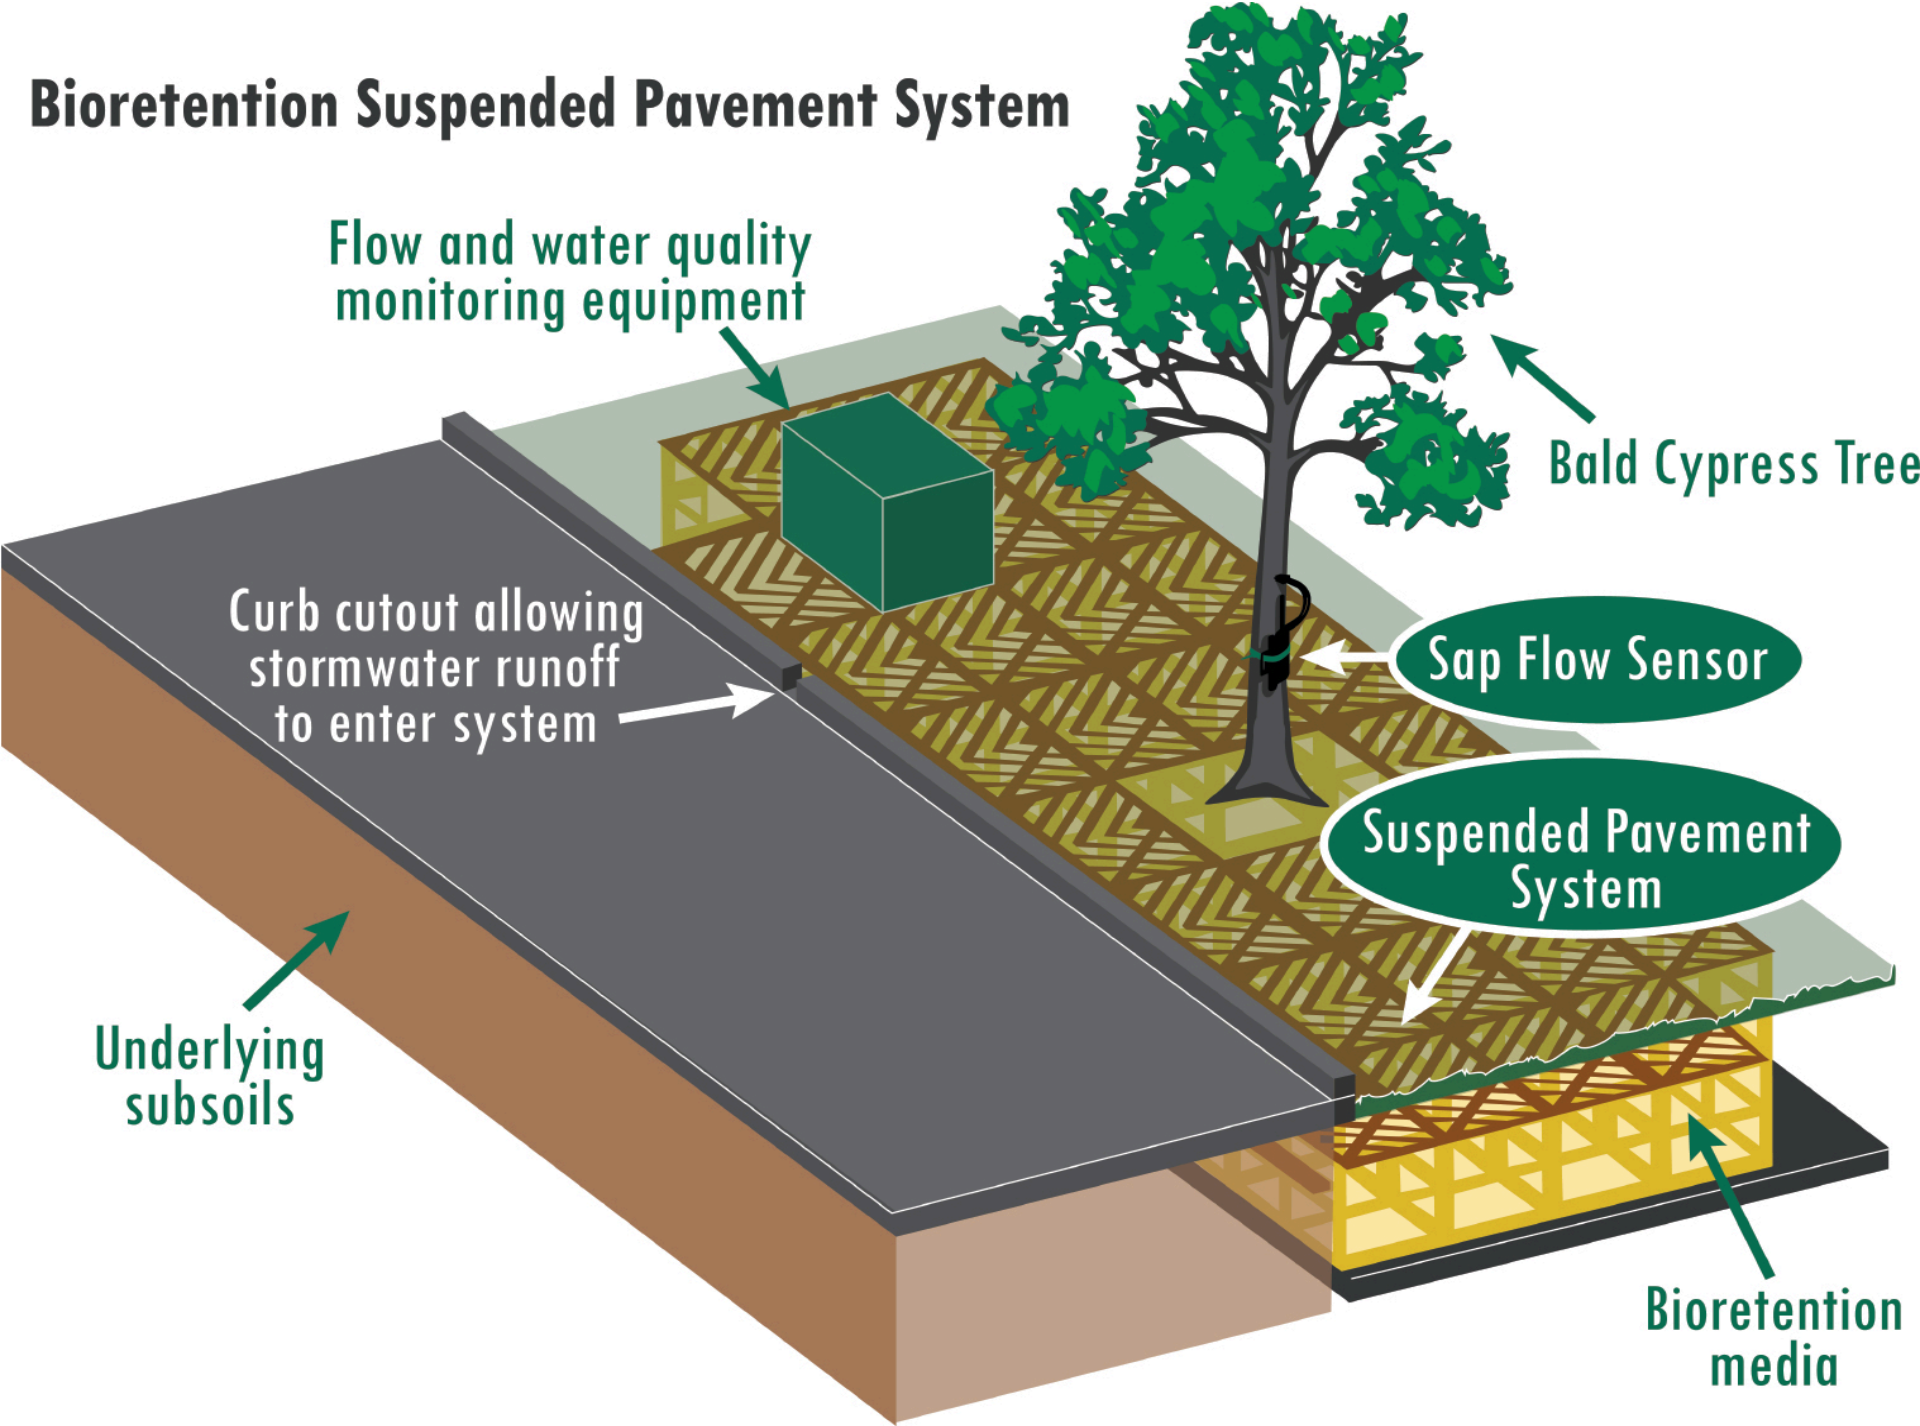 Bioretention Suspended Pavement System
Flow and water quality
monitoring equipment
Bald Cypress Tree
Curb cutout allowing
stormwater runoff
to enter system
Sap Flow Sensor
Suspended Pavement
System
Underlying
subsoils
Bioretention
media